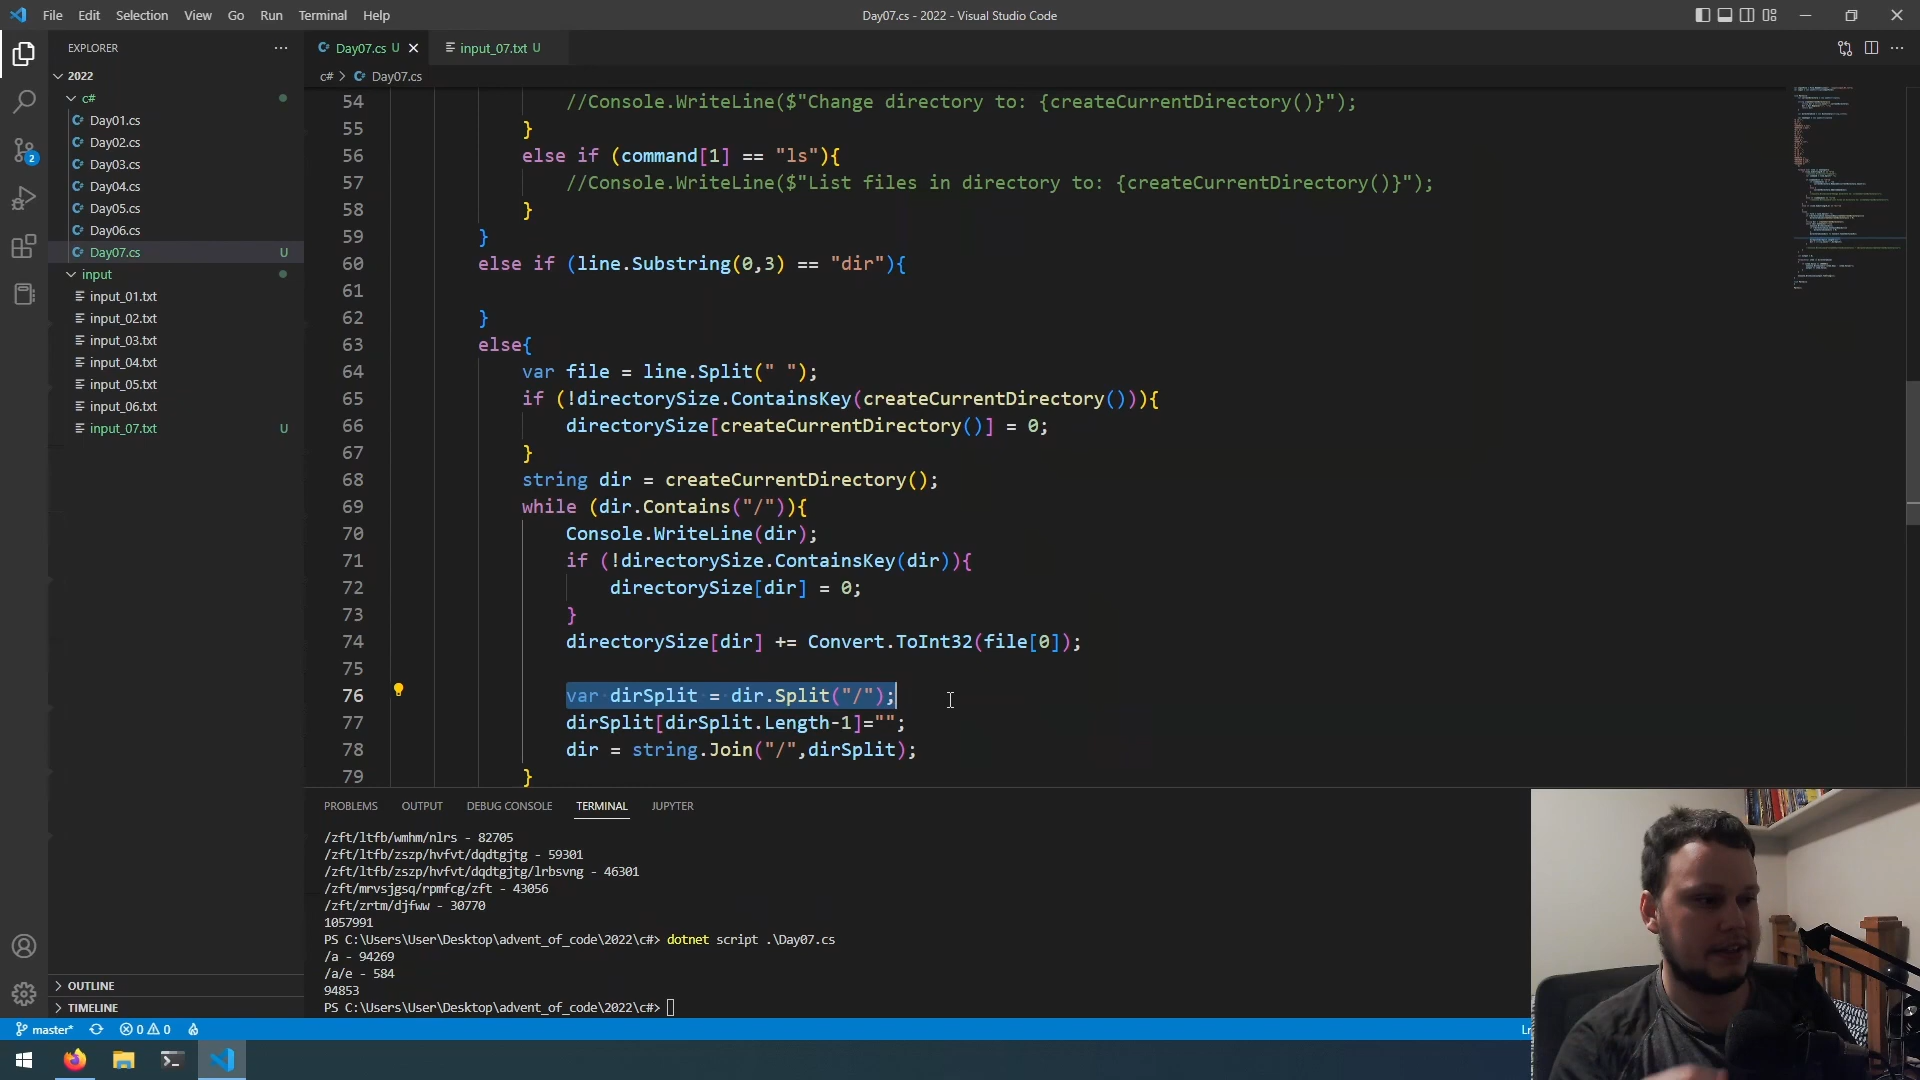 File Edit Selection View Go Run Terminal Help
Day07.cs - 2022 - Visual Studio Code
EXPLORER
2022
c#
Day01.cs
Day02.cs
Day03.cs
Day04.cs
Day05.cs
Day06.cs
Day07.cs U
input
input_01.txt
input_02.txt
input_03.txt
input_04.txt
input_05.txt
input_06.txt
input_07.txt U
OUTLINE
TIMELINE
2
Day07.cs U
input_07.txt U
c# > Day07.cs
54 //Console.WriteLine($"Change directory to: {createCurrentDirectory()}");
55 }
56 else if (command[1] == "ls"){
57 //Console.WriteLine($"List files in directory to: {createCurrentDirectory()}");
58 }
59 }
60 else if (line.Substring(0,3) == "dir"){
61
62 }
63 else{
64 var file = line.Split(" ");
65 if (!directorySize.ContainsKey(createCurrentDirectory())){
66 directorySize[createCurrentDirectory()] = 0;
67 }
68 string dir = createCurrentDirectory();
69 while (dir.Contains("/")){
70 Console.WriteLine(dir);
71 if (!directorySize.ContainsKey(dir)){
72 directorySize[dir] = 0;
73 }
74 directorySize[dir] += Convert.ToInt32(file[0]);
75
76 var dirSplit = dir.Split("/");
77 dirSplit[dirSplit.Length-1]="";
78 dir = string.Join("/",dirSplit);
79 }
PROBLEMS OUTPUT DEBUG CONSOLE TERMINAL JUPYTER
/zft/ltfb/wmhm/nlrs - 82705
/zft/ltfb/zszp/hvfvt/dqdtgjtg - 59301
/zft/ltfb/zszp/hvfvt/dqdtgjtg/lrbsvng - 46301
/zft/mrvsjgsq/rpmfcg/zft - 43056
/zft/zrtm/djfww - 30770
1057991
PS C:\Users\User\Desktop\advent_of_code\2022\c#> dotnet script .\Day07.cs
/a - 94269
/a/e - 584
94853
PS C:\Users\User\Desktop\advent_of_code\2022\c#>
master* 0 0